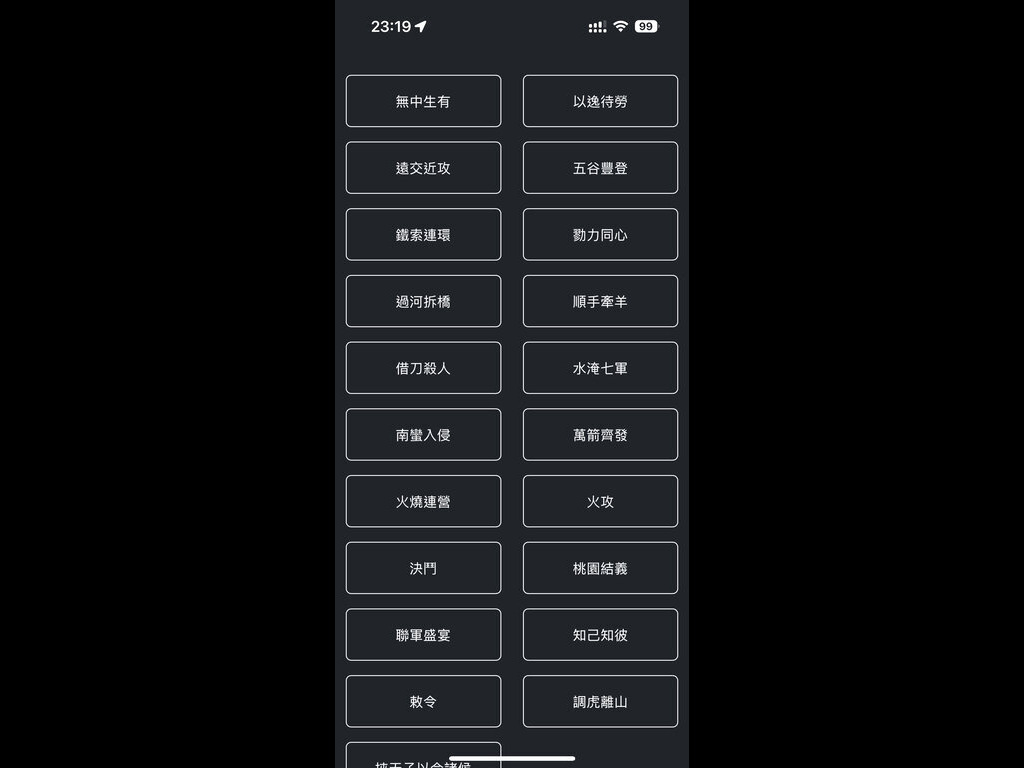 23:19
99
無中生有
以逸待勞
遠交近攻
五谷豐登
鐵索連環
勠力同心
過河拆橋
順手牽羊
借刀殺人
水淹七軍
南蠻入侵
萬箭齊發
火燒連營
火攻
決鬥
桃園結義
聯軍盛宴
知己知彼
敕令
調虎離山